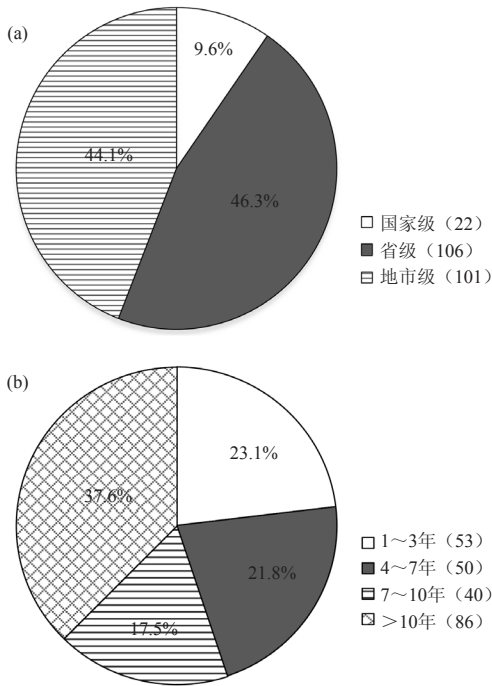 (a)
9.6%
44.1%
46.3%
国家级（22）
省级（106）
地市级（101）
(b)
23.1%
37.6%
21.8%
17.5%
1～3年（53）
4～7年（50）
7～10年（40）
＞10年（86）